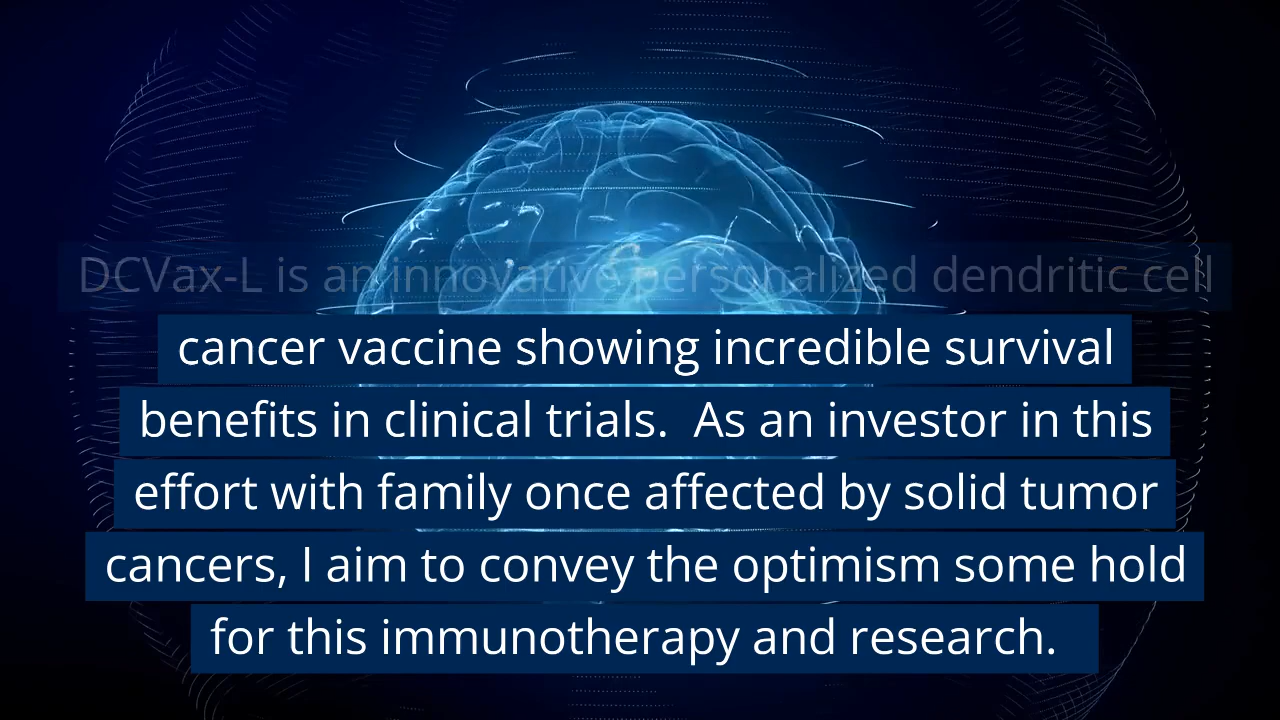 DCVax-L is an innovative personalized dendritic cell
cancer vaccine showing incredible survival
benefits in clinical trials.  As an investor in this
effort with family once affected by solid tumor
cancers, I aim to convey the optimism some hold
for this immunotherapy and research.